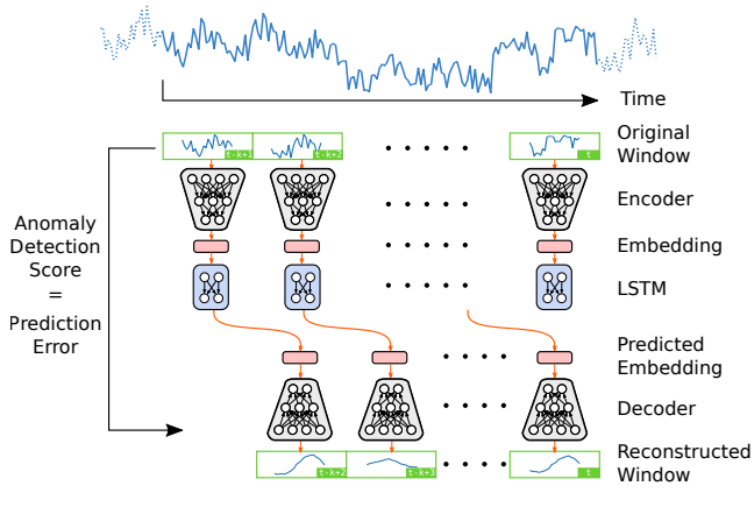 Time
Original
Window
t-k+1
t-k+2
t
Encoder
Embedding
LSTM
Anomaly
Detection
Score
=
Prediction
Error
Predicted
Embedding
Decoder
Reconstructed
Window
t-k+2
t-k+3
t